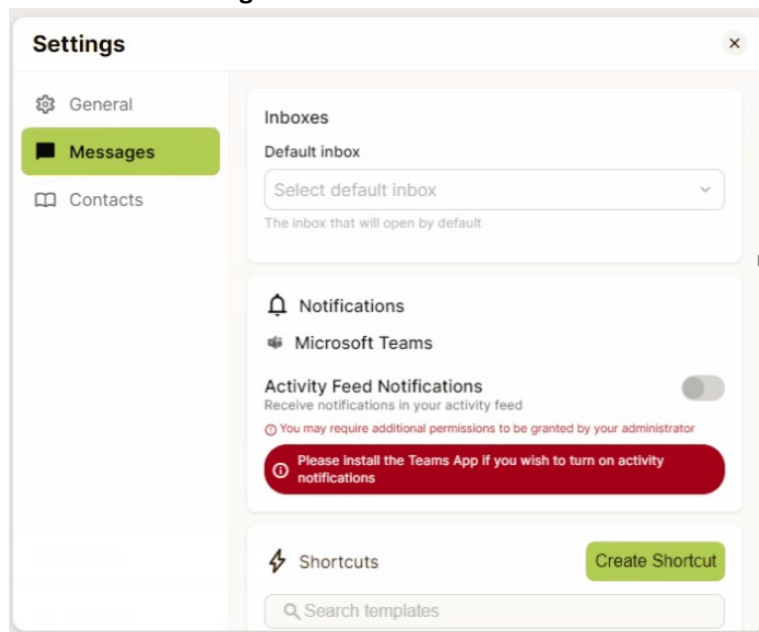 Settings
General
Messages
Contacts
Inboxes
Default inbox
Select default inbox
The inbox that will open by default
Notifications
Microsoft Teams
Activity Feed Notifications
Receive notifications in your activity feed
You may require additional permissions to be granted by your administrator
Please install the Teams App if you wish to turn on activity
notifications
Shortcuts
Create Shortcut
Search templates